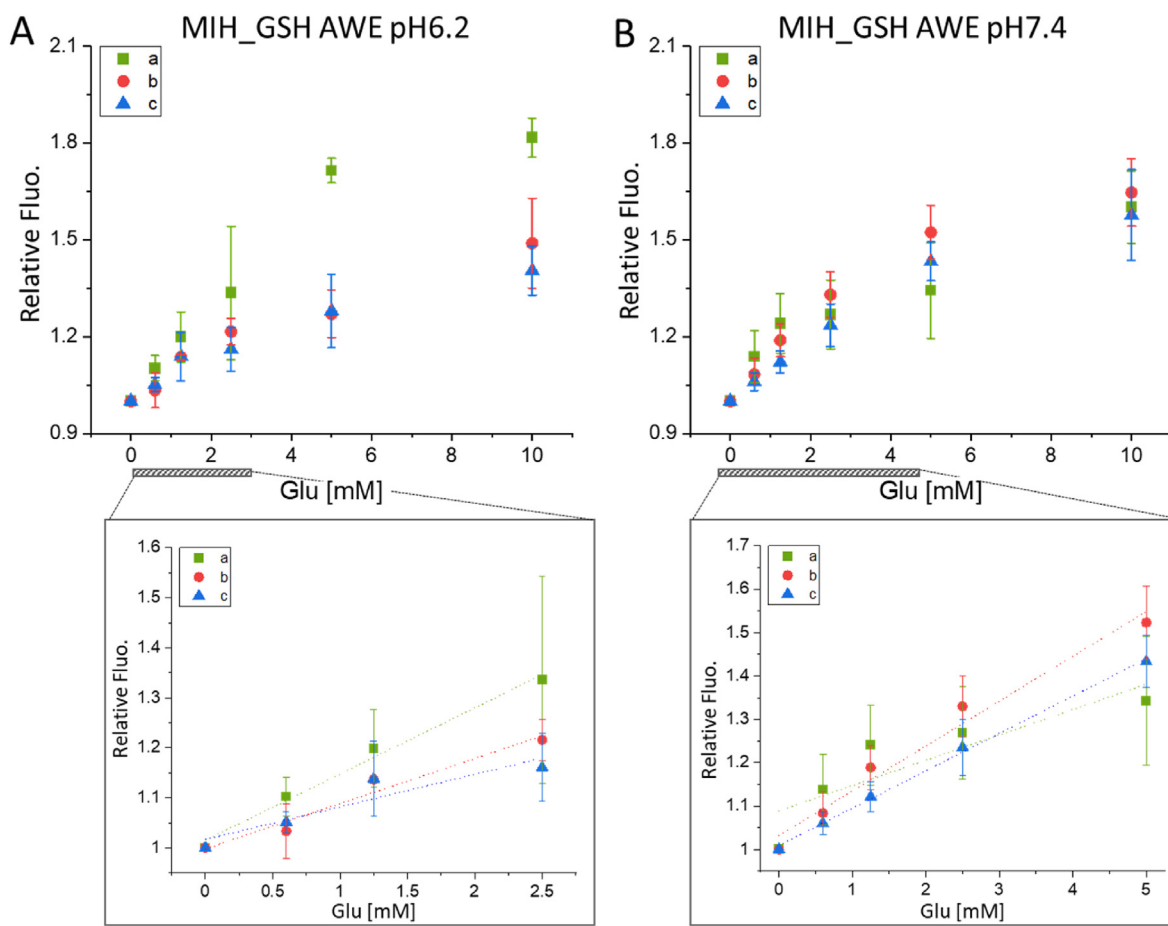 A
MIH_GSH AWE pH6.2
2.1
1.8
1.5
1.2
0.9
Relative Fluo.
a
b
c
0
2
4
6
8
10
Glu [mM]
1.6
1.5
1.4
1.3
1.2
1.1
1
Relative Fluo.
a
b
c
0
0.5
1
1.5
2
2.5
Glu [mM]
B
MIH_GSH AWE pH7.4
2.1
1.8
1.5
1.2
0.9
Relative Fluo.
a
b
c
0
2
4
6
8
10
Glu [mM]
1.7
1.6
1.5
1.4
1.3
1.2
1.1
1
Relative Fluo.
a
b
c
0
1
2
3
4
5
Glu [mM]